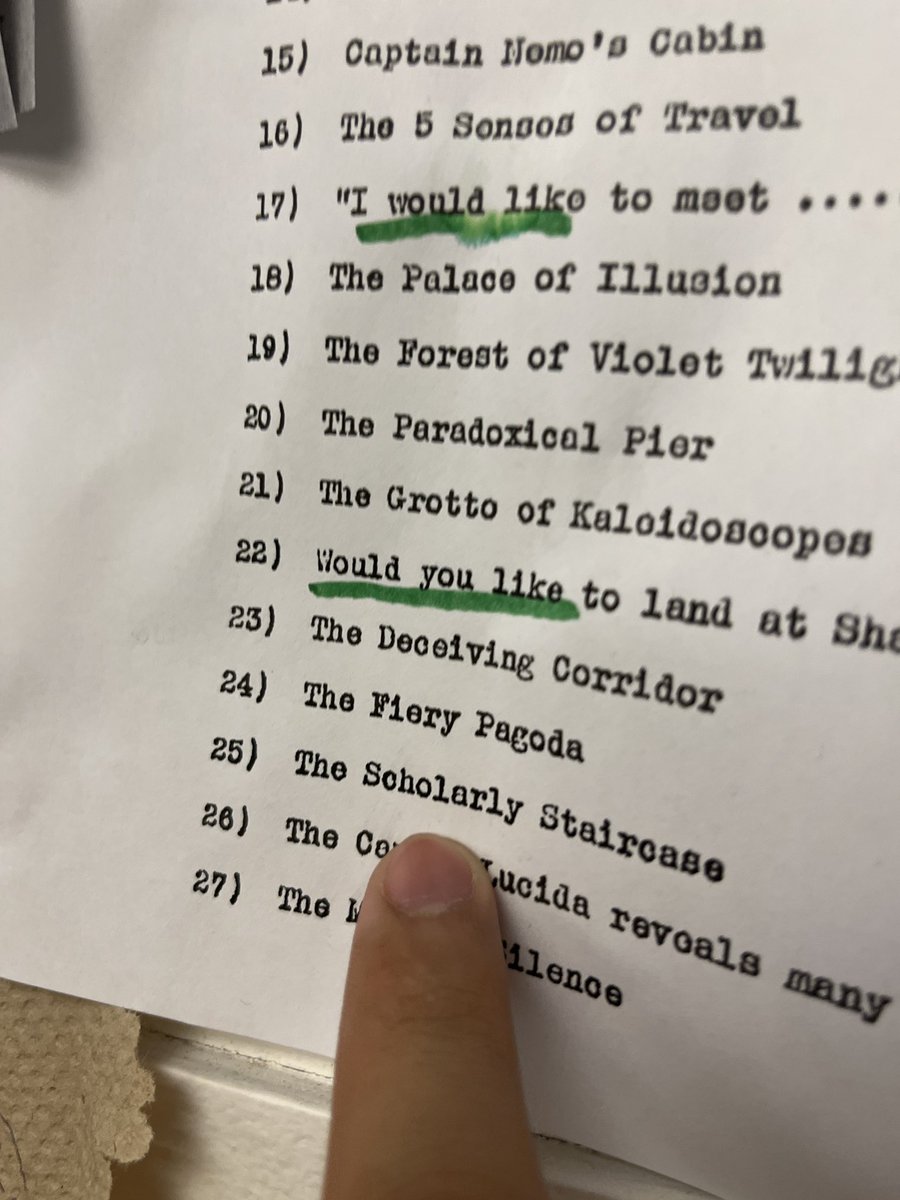 15) Captain Nemo's Cabin
16) The 5 Senses of Travel
17) "I would like to meet .....
18) The Palace of Illusion
19) The Forest of Violet
20) The Paradoxical Pier
21) The Grotto of Kaleidoscopes
22) Would you like to land at
23) The Deceiving Corridor
24) The Fiery Pagoda
25) The Scholarly Staircase
26) The Lucida reveals many
27) The